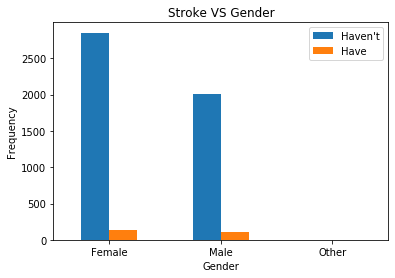 Stroke VS Gender
Haven't
Have
Frequency
2500
2000
1500
1000
500
0
Female Male Other
Gender